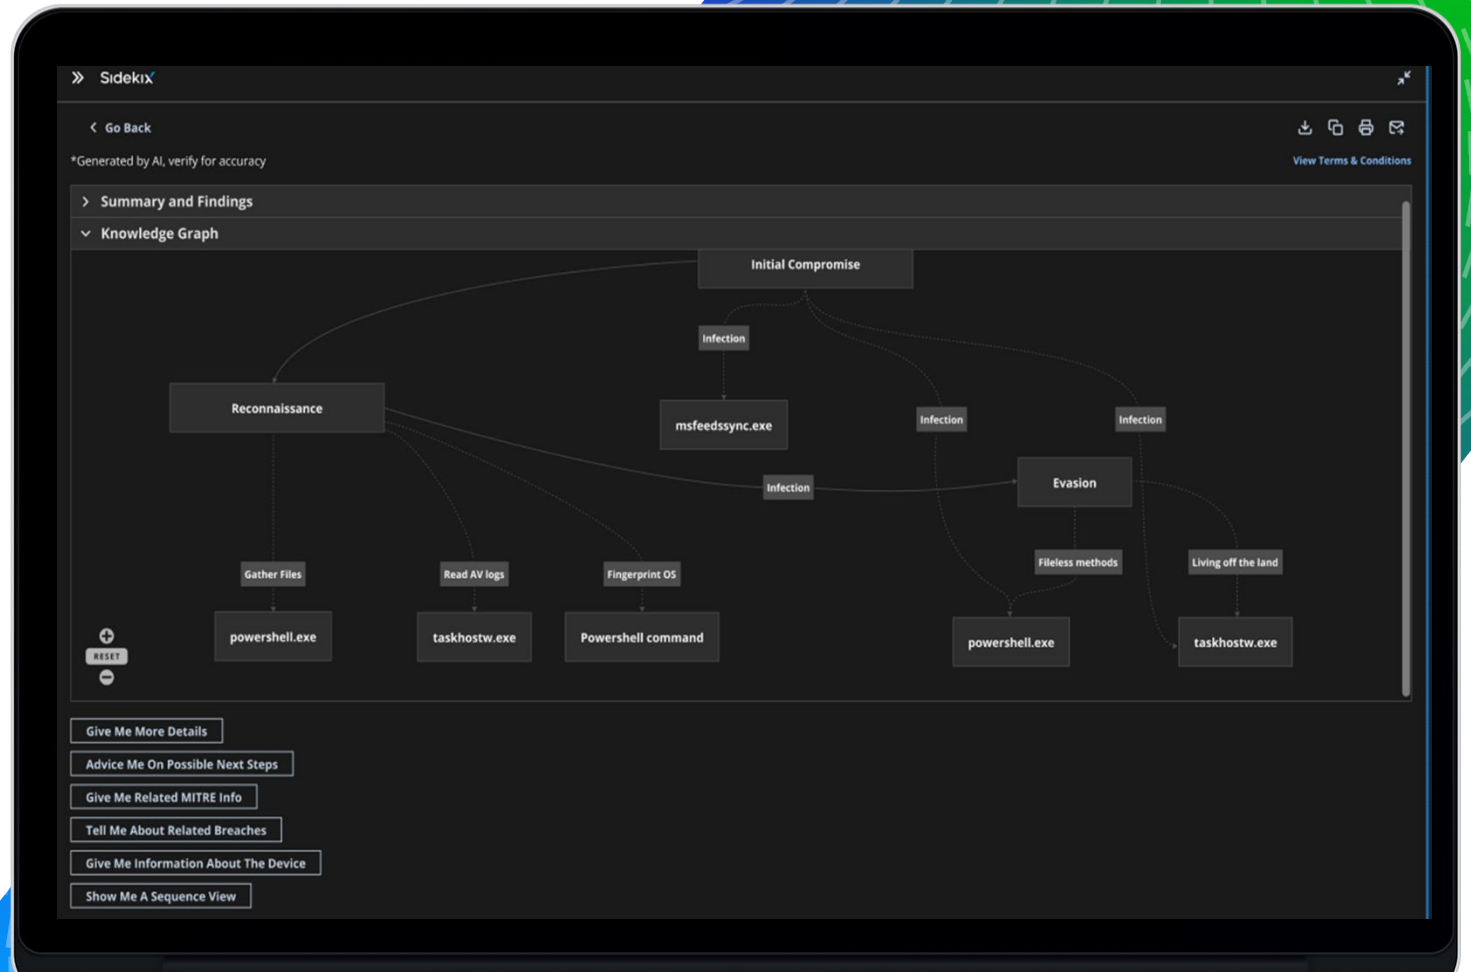 Sidekix
Go Back
*Generated by AI, verify for accuracy
View Terms & Conditions
Summary and Findings
Knowledge Graph
Initial Compromise
Infection
Reconnaissance
msfeedssync.exe
Infection
Infection
Infection
Evasion
Gather Files
Read AV logs
Fingerprint OS
Fileless methods
Living off the land
powershell.exe
taskhostw.exe
Powershell command
powershell.exe
taskhostw.exe
RESET
Give Me More Details
Advice Me On Possible Next Steps
Give Me Related MITRE Info
Tell Me About Related Breaches
Give Me Information About The Device
Show Me A Sequence View